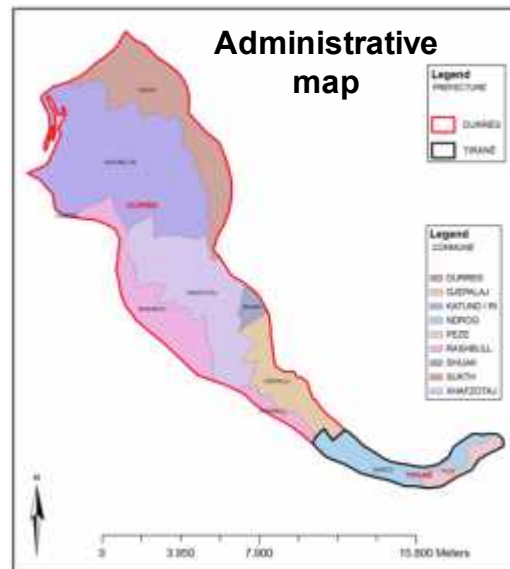 Administrative
map
Legend
PREFECTURE
DURRES
TIRANË
Legend
COMMUNE
DURRES
GJEPALAJ
KATUND I RI
NDROQ
PEZE
RASHBULL
SHIJAK
SUKTH
XHAFZOTAJ
DURRES
TIRANE
N
0
3.950
7.900
15.800 Meters